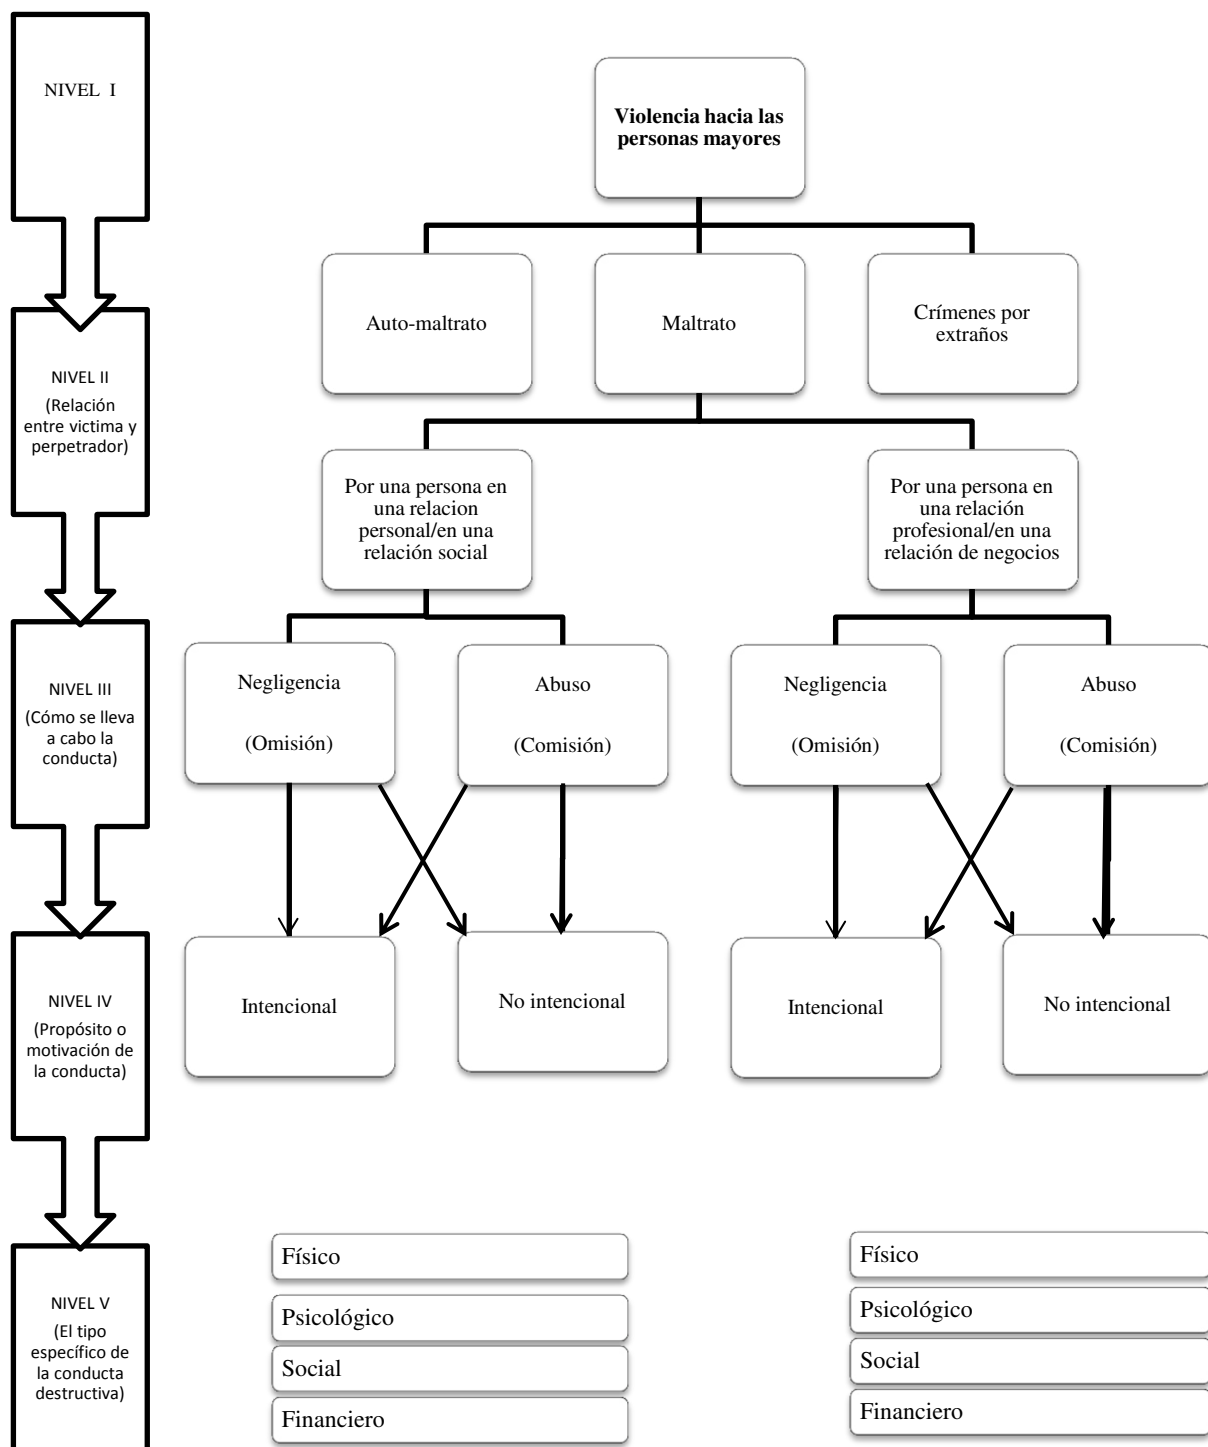 NIVEL I
Violencia hacia las
personas mayores
Auto-maltrato
Maltrato
Crímenes por
extraños
NIVEL II
(Relación
entre victima y
perpetrador)
Por una persona en
una relacion
personal/en una
relación social
Por una persona en
una relación
profesional/en una
relación de negocios
NIVEL III
(Cómo se lleva
a cabo la
conducta)
Negligencia
(Omisión)
Abuso
(Comisión)
Negligencia
(Omisión)
Abuso
(Comisión)
NIVEL IV
(Propósito o
motivación de
la conducta)
Intencional
No intencional
Intencional
No intencional
NIVEL V
(El tipo
específico de
la conducta
destructiva)
Físico
Psicológico
Social
Financiero
Físico
Psicológico
Social
Financiero